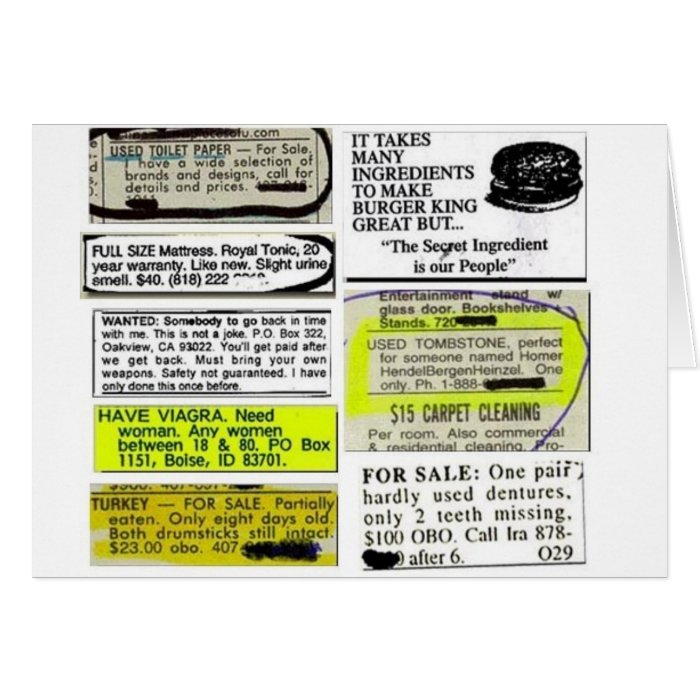 piecesofu.com
USED TOILET PAPER — For Sale.
I have a wide selection of
brands and designs, call for
details and prices.
FULL SIZE Mattress. Royal Tonic, 20
year warranty. Like new. Slight urine
smell. $40. (818) 222
WANTED: Somebody to go back in time
with me. This is not a joke. P.O. Box 322,
Oakview, CA 93022. You'll get paid after
we get back. Must bring your own
weapons. Safety not guaranteed. I have
only done this once before.
HAVE VIAGRA. Need
woman. Any women
between 18 & 80. PO Box
1151, Boise, ID 83701.
TURKEY — FOR SALE. Partially
eaten. Only eight days old.
Both drumsticks still intact.
$23.00 obo. 407
IT TAKES
MANY
INGREDIENTS
TO MAKE
BURGER KING
GREAT BUT...
"The Secret Ingredient
is our People"
Entertainment stand w/
glass door. Bookshelves +
Stands. 720
USED TOMBSTONE, perfect
for someone named Homer
HendelBergenHeinzel. One
only. Ph. 1-888-
$15 CARPET CLEANING
Per room. Also commercial
& residential cleaning. Pro-
FOR SALE: One pair
hardly used dentures,
only 2 teeth missing,
$100 OBO. Call Ira 878-
0 after 6. O29